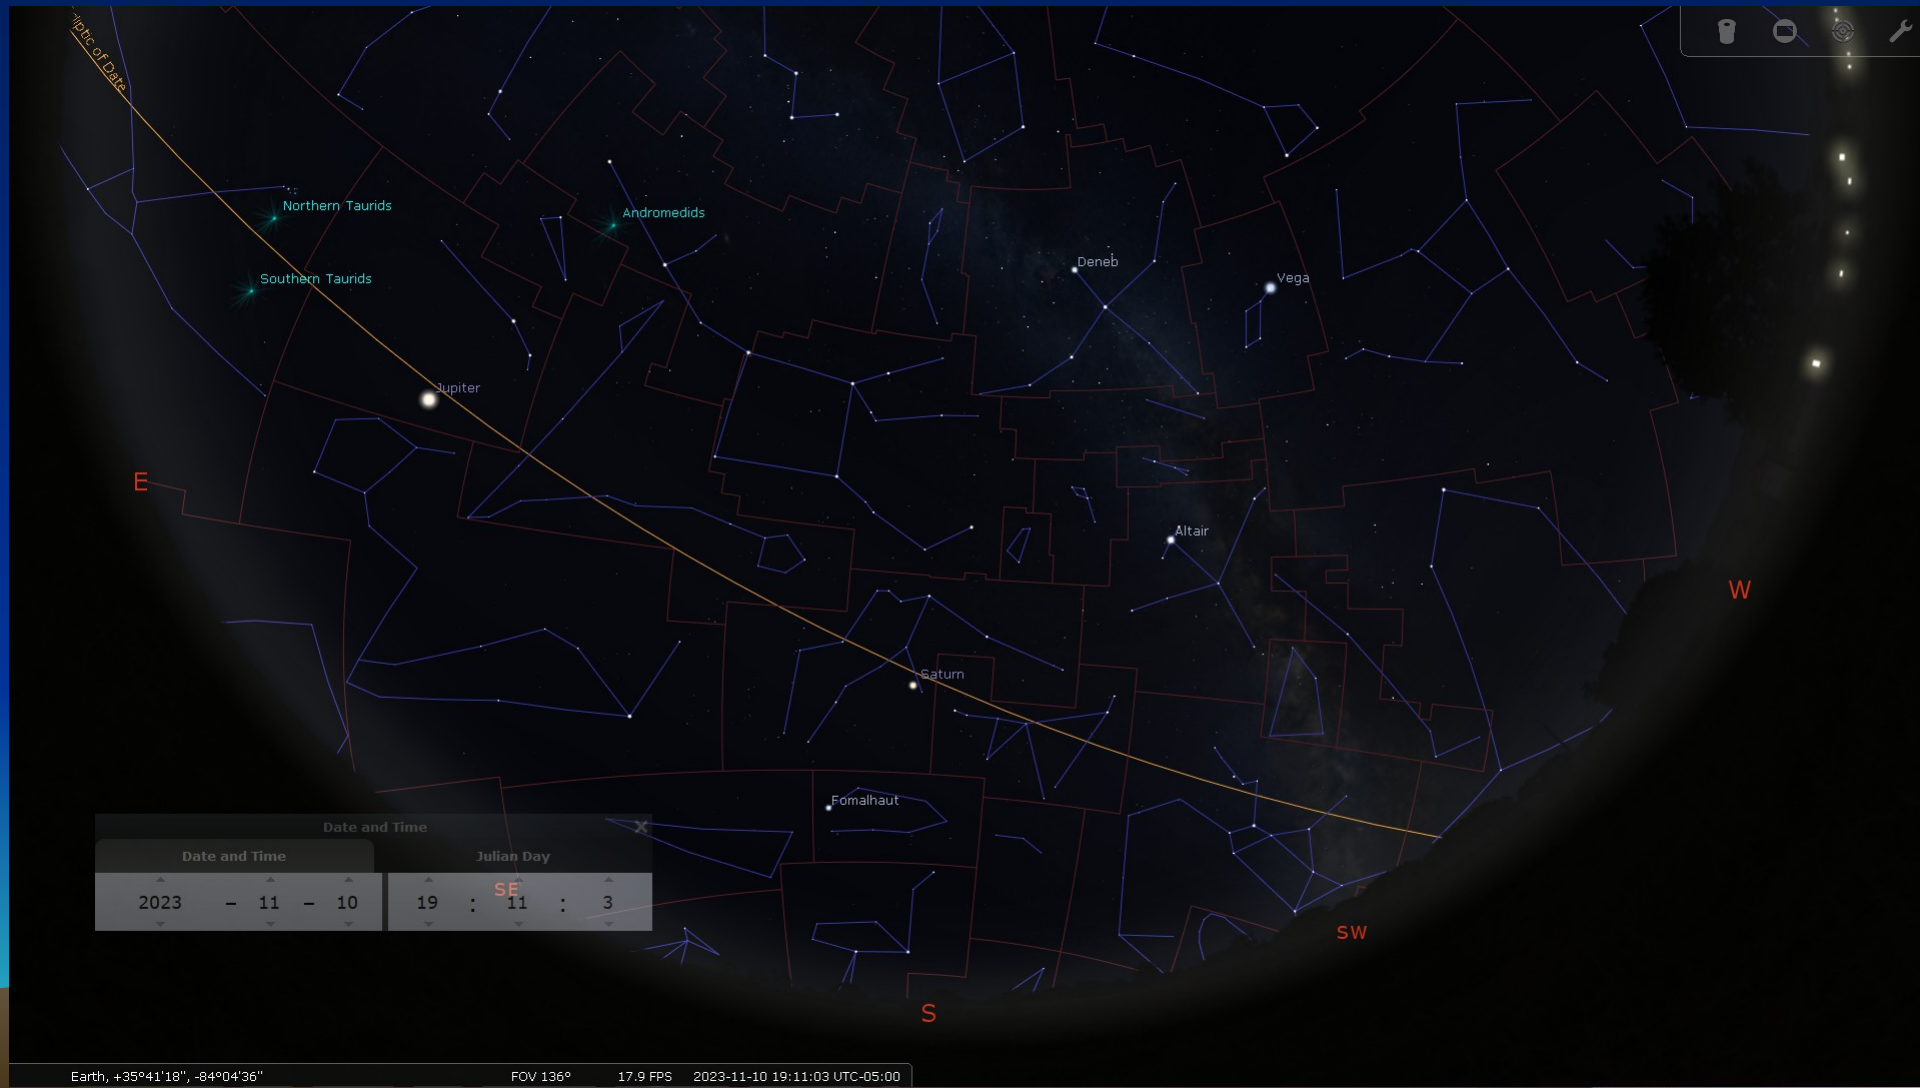 iptic of Date
Northern Taurids
Andromedids
Deneb
Southern Taurids
Vega
Jupiter
E
Altair
W
Saturn
Fomalhaut
Date and Time
Date and Time Julian Day
SE
2023 - 11 - 10 19 : 11 : 3
SW
S
Earth, +35°41'18", -84°04'36" FOV 136° 17.9 FPS 2023-11-10 19:11:03 UTC-05:00